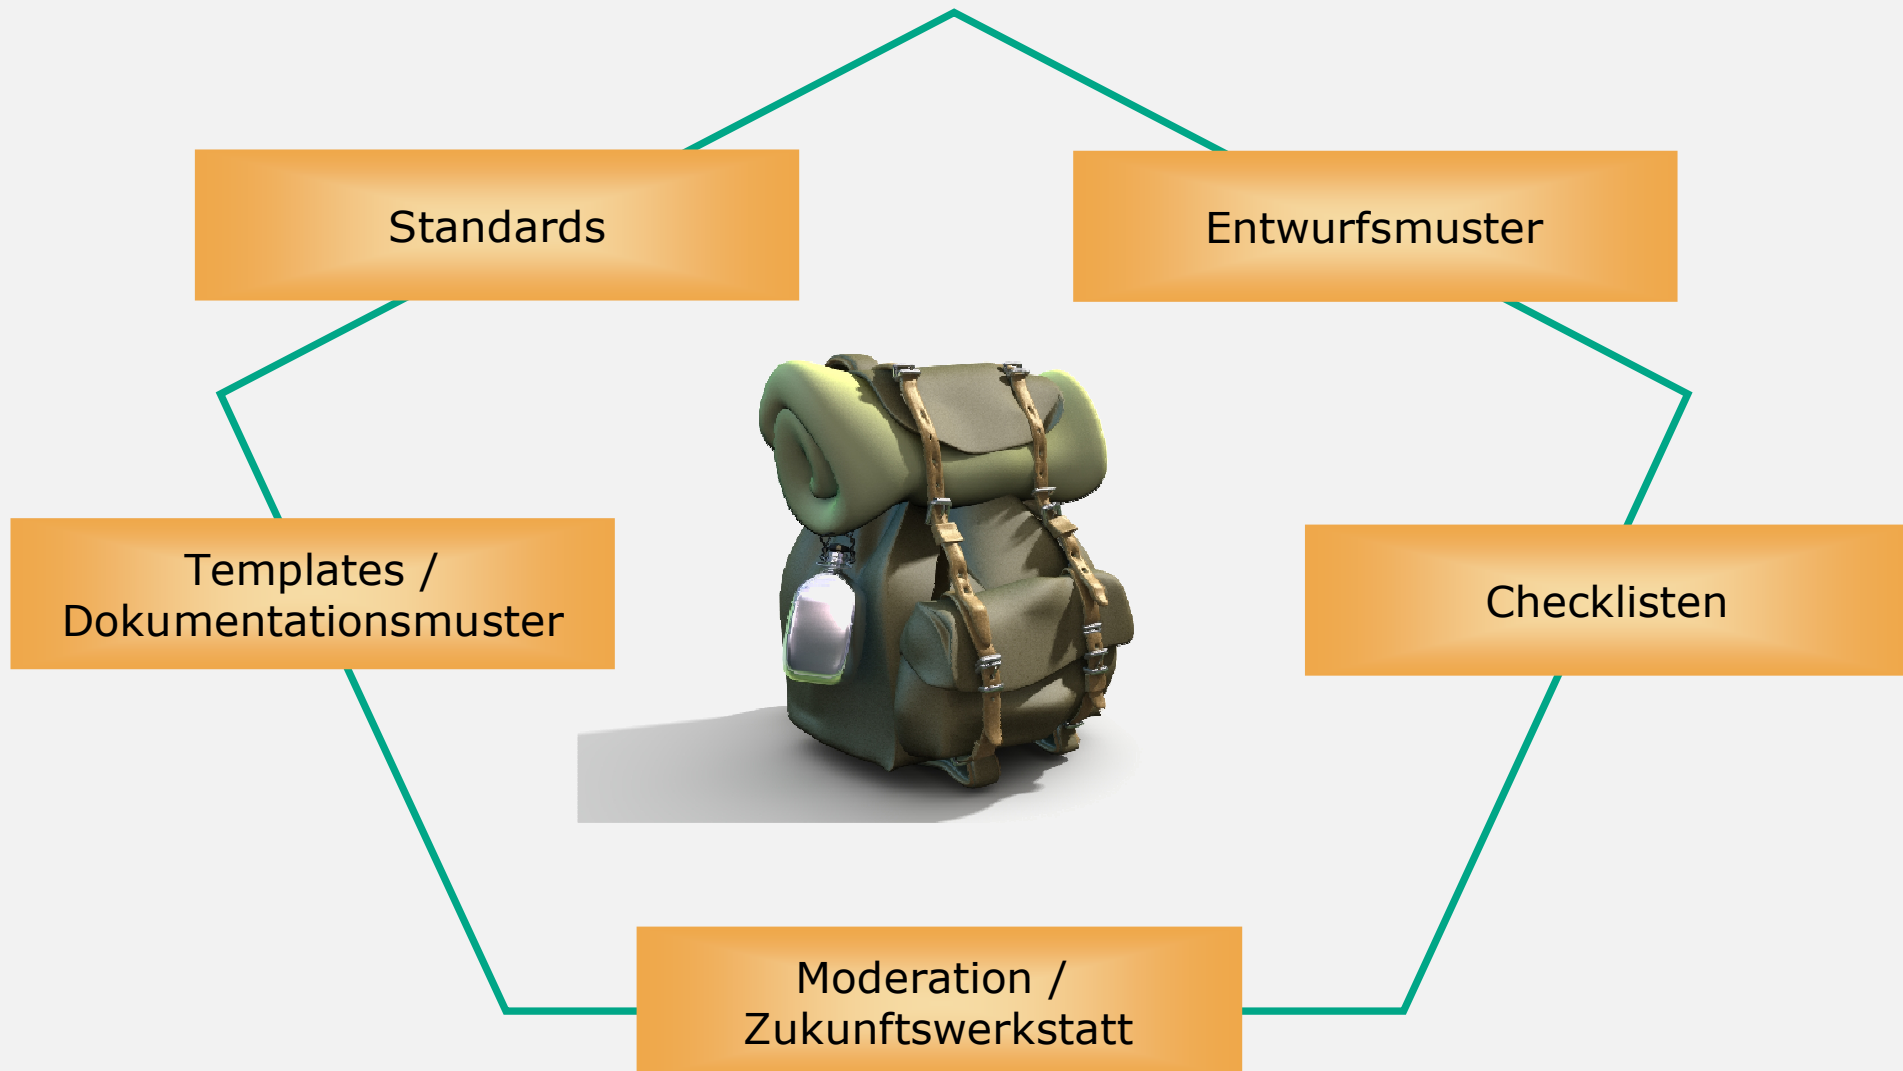 Standards
Entwurfsmuster
Templates /
Dokumentationsmuster
Checklisten
Moderation /
Zukunftswerkstatt